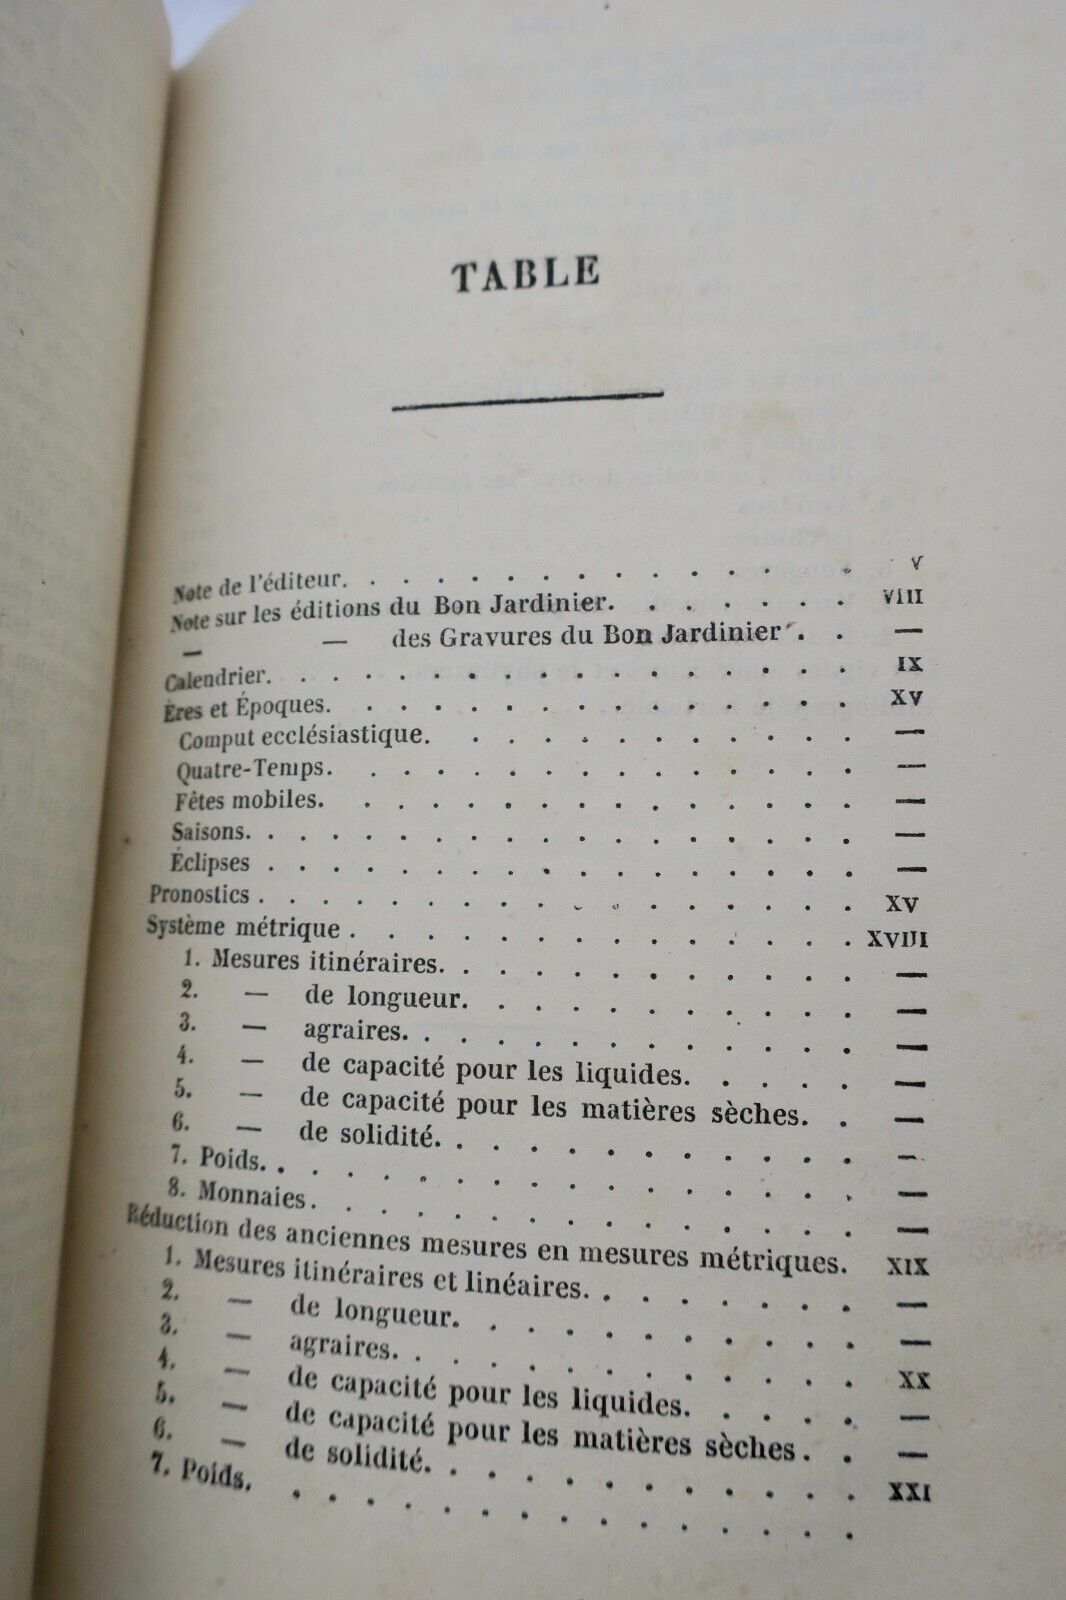 TABLE
Note de l'éditeur. . . . . . . . . . . . . . V
Note sur les éditions du Bon Jardinier. . . . . . . . VIII
— — des Gravures du Bon Jardinier . . —
Calendrier. . . . . . . . . . . . . . . . . IX
Ères et Époques. . . . . . . . . . . . . . . XV
Comput ecclésiastique. . . . . . . . . . . . —
Quatre-Temps. . . . . . . . . . . . . . . —
Fêtes mobiles. . . . . . . . . . . . . . . —
Saisons. . . . . . . . . . . . . . . . . . —
Éclipses . . . . . . . . . . . . . . . . . —
Pronostics . . . . . . . . . . . . . . . . . XV
Système métrique . . . . . . . . . . . . . . XVIII
1. Mesures itinéraires. . . . . . . . . . . . —
2. — de longueur. . . . . . . . . . . . —
3. — agraires. . . . . . . . . . . . . . —
4. — de capacité pour les liquides. . . . . —
5. — de capacité pour les matières sèches. . —
6. — de solidité. . . . . . . . . . . . . —
7. Poids. . . . . . . . . . . . . . . . . . —
8. Monnaies. . . . . . . . . . . . . . . . —
Réduction des anciennes mesures en mesures métriques. XIX
1. Mesures itinéraires et linéaires. . . . . . . . —
2. — de longueur. . . . . . . . . . . . —
3. — agraires. . . . . . . . . . . . . . XX
4. — de capacité pour les liquides. . . . . —
5. — de capacité pour les matières sèches . . —
6. — de solidité. . . . . . . . . . . . . XXI
7. Poids. . . . . . . . . . . . . . . . .